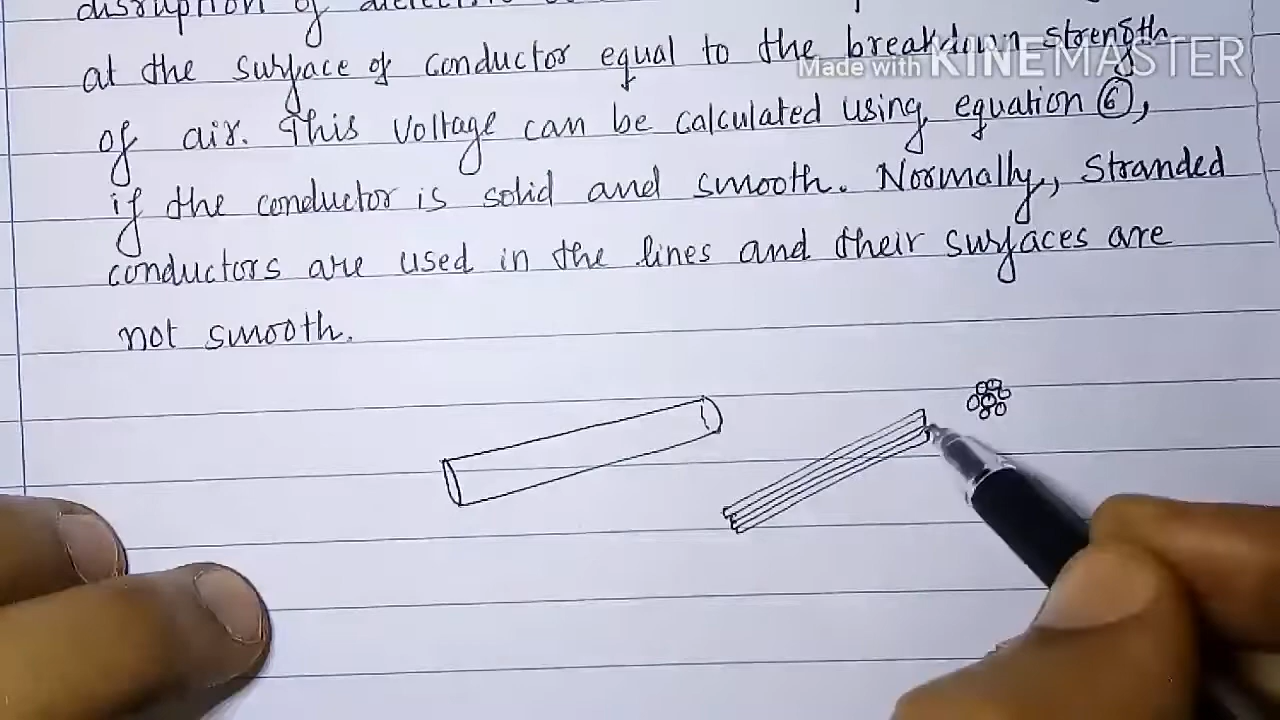 disruption of
at the surface of conductor equal to the breakdown strength
Made with KINEMASTER
of air. This voltage can be calculated using equation ⑥,
if the conductor is solid and smooth. Normally, stranded
conductors are used in the lines and their surfaces are
not smooth.